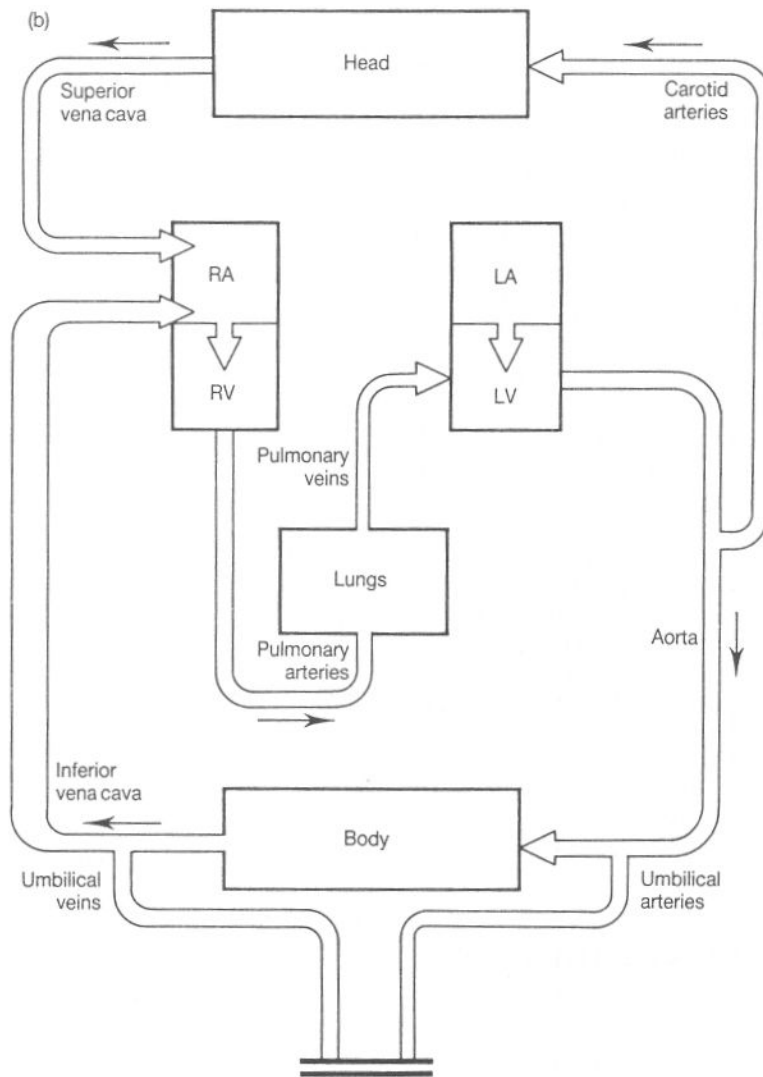 (b)
Head
Superior
vena cava
Carotid
arteries
RA
LA
RV
LV
Pulmonary
veins
Lungs
Pulmonary
arteries
Aorta
Inferior
vena cava
Body
Umbilical
veins
Umbilical
arteries